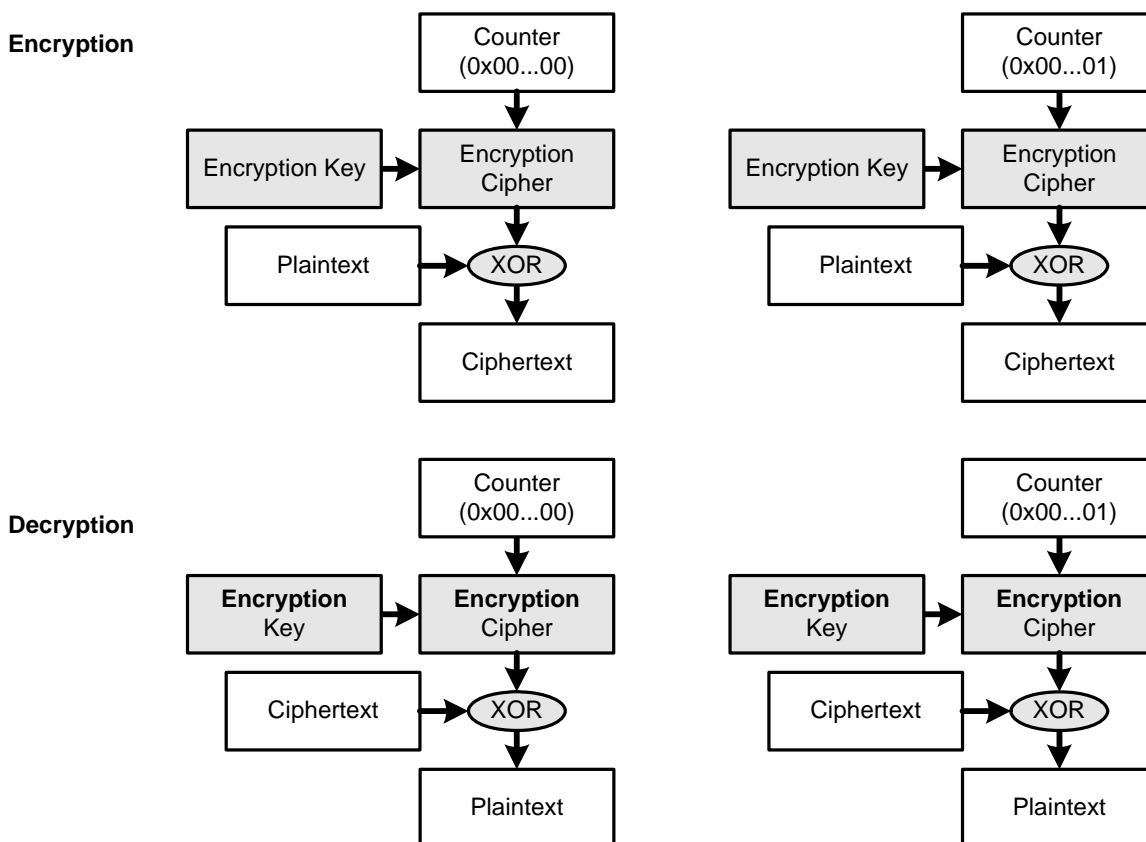 Encryption
Counter
(0x00...00)
Counter
(0x00...01)
Encryption Key
Encryption
Cipher
Encryption Key
Encryption
Cipher
Plaintext
XOR
Plaintext
XOR
Ciphertext
Ciphertext
Decryption
Counter
(0x00...00)
Counter
(0x00...01)
Encryption
Key
Encryption
Cipher
Encryption
Key
Encryption
Cipher
Ciphertext
XOR
Ciphertext
XOR
Plaintext
Plaintext